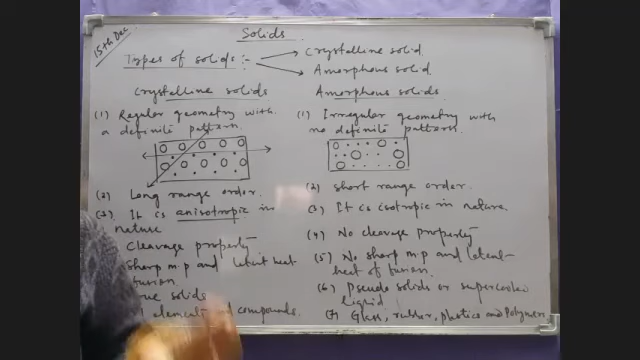 15th Dec
Solids
Types of solids :-
Crystalline solid
Amorphous solid
Crystalline solids
(1) Regular geometry with
a definite pattern.
(2) Long range order.
(3) It is anisotropic in
nature
Cleavage property
Sharp m.p and latent heat
fusion.
solids
and compounds.
Amorphous solids
(1) Irregular geometry with
no definite pattern.
(2) Short range order.
(3) It is isotropic in nature.
(4) No cleavage property
(5) No sharp m.p and latent
heat of fusion.
(6) Pseudo solids or supercooled
liquid
(7) Glass, rubber, plastics and Polymers